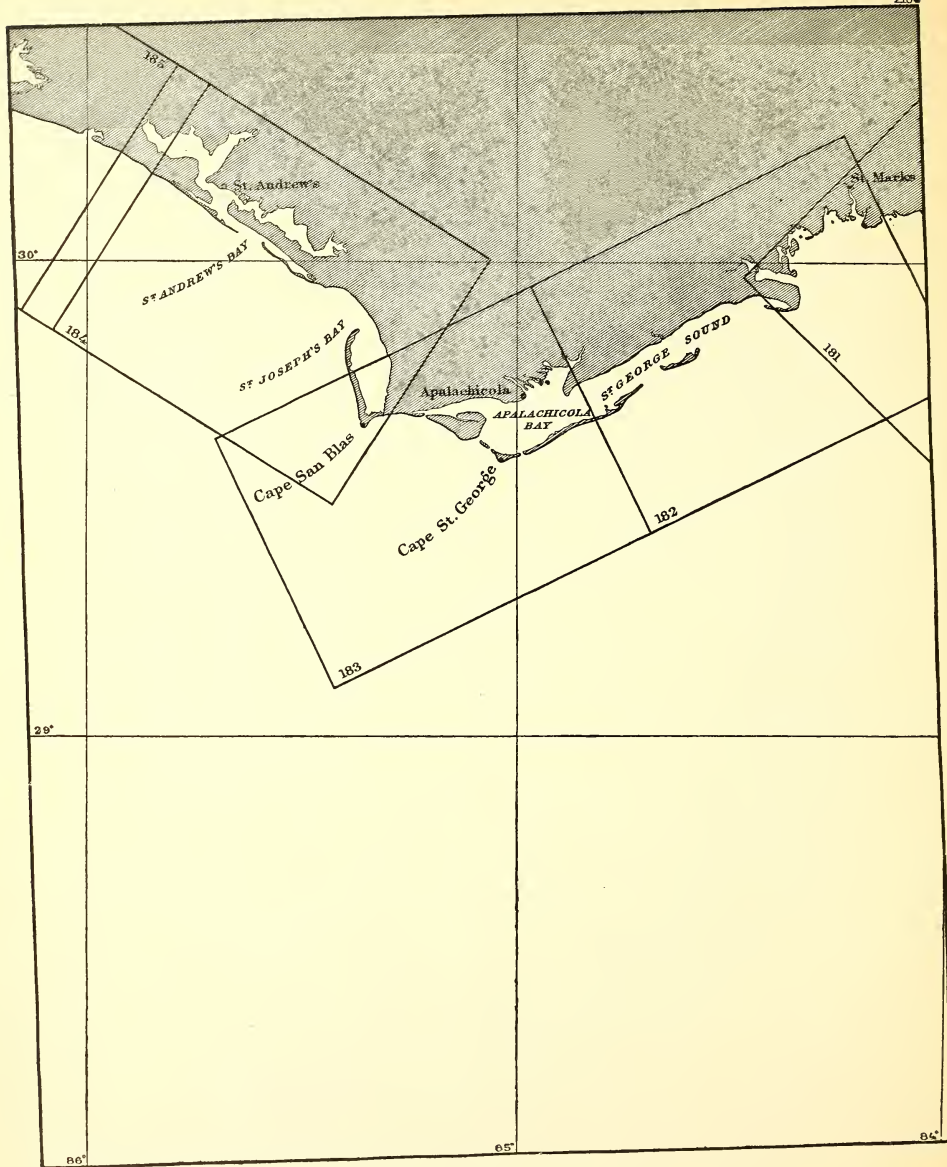 185
St. Andrew's
St. Marks
30°
ST ANDREW'S BAY
184
ST JOSEPH'S BAY
ST GEORGE SOUND
181
Apalachicola
APALACHICOLA
BAY
Cape San Blas
Cape St. George
182
183
29°
86°
85°
84°